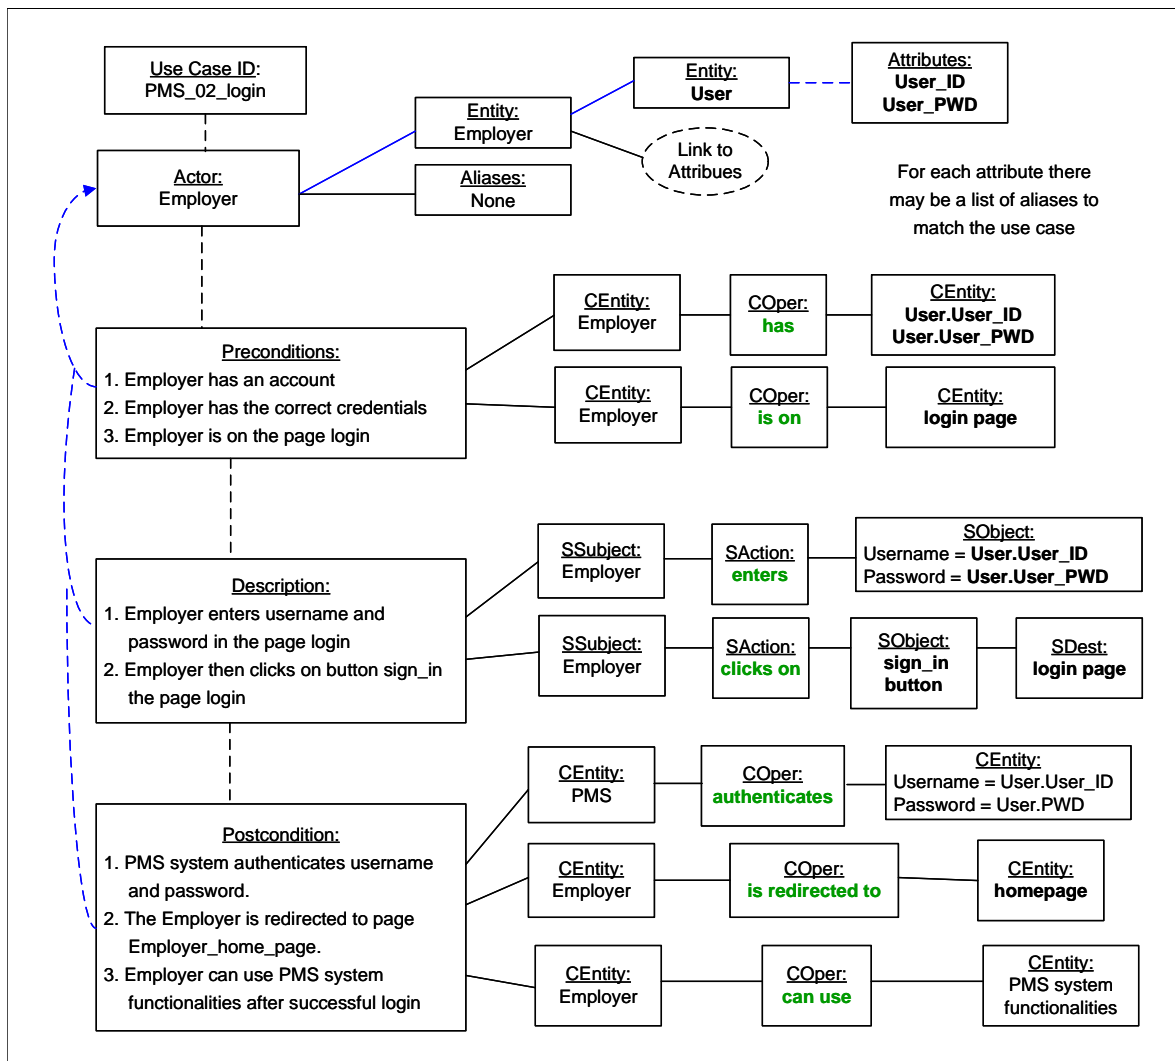 Use Case ID:
PMS_02_login
Entity:
User
Attributes:
User_ID
User_PWD
Entity:
Employer
Link to
Attribues
Actor:
Employer
Aliases:
None
For each attribute there
may be a list of aliases to
match the use case
Preconditions:
1. Employer has an account
2. Employer has the correct credentials
3. Employer is on the page login
CEntity:
Employer
COper:
has
CEntity:
User.User_ID
User.User_PWD
CEntity:
Employer
COper:
is on
CEntity:
login page
Description:
1. Employer enters username and
password in the page login
2. Employer then clicks on button sign_in
the page login
SSubject:
Employer
SAction:
enters
SObject:
Username = User.User_ID
Password = User.User_PWD
SSubject:
Employer
SAction:
clicks on
SObject:
sign_in
button
SDest:
login page
Postcondition:
1. PMS system authenticates username
and password.
2. The Employer is redirected to page
Employer_home_page.
3. Employer can use PMS system
functionalities after successful login
CEntity:
PMS
COper:
authenticates
CEntity:
Username = User.User_ID
Password = User.PWD
CEntity:
Employer
COper:
is redirected to
CEntity:
homepage
CEntity:
Employer
COper:
can use
CEntity:
PMS system
functionalities